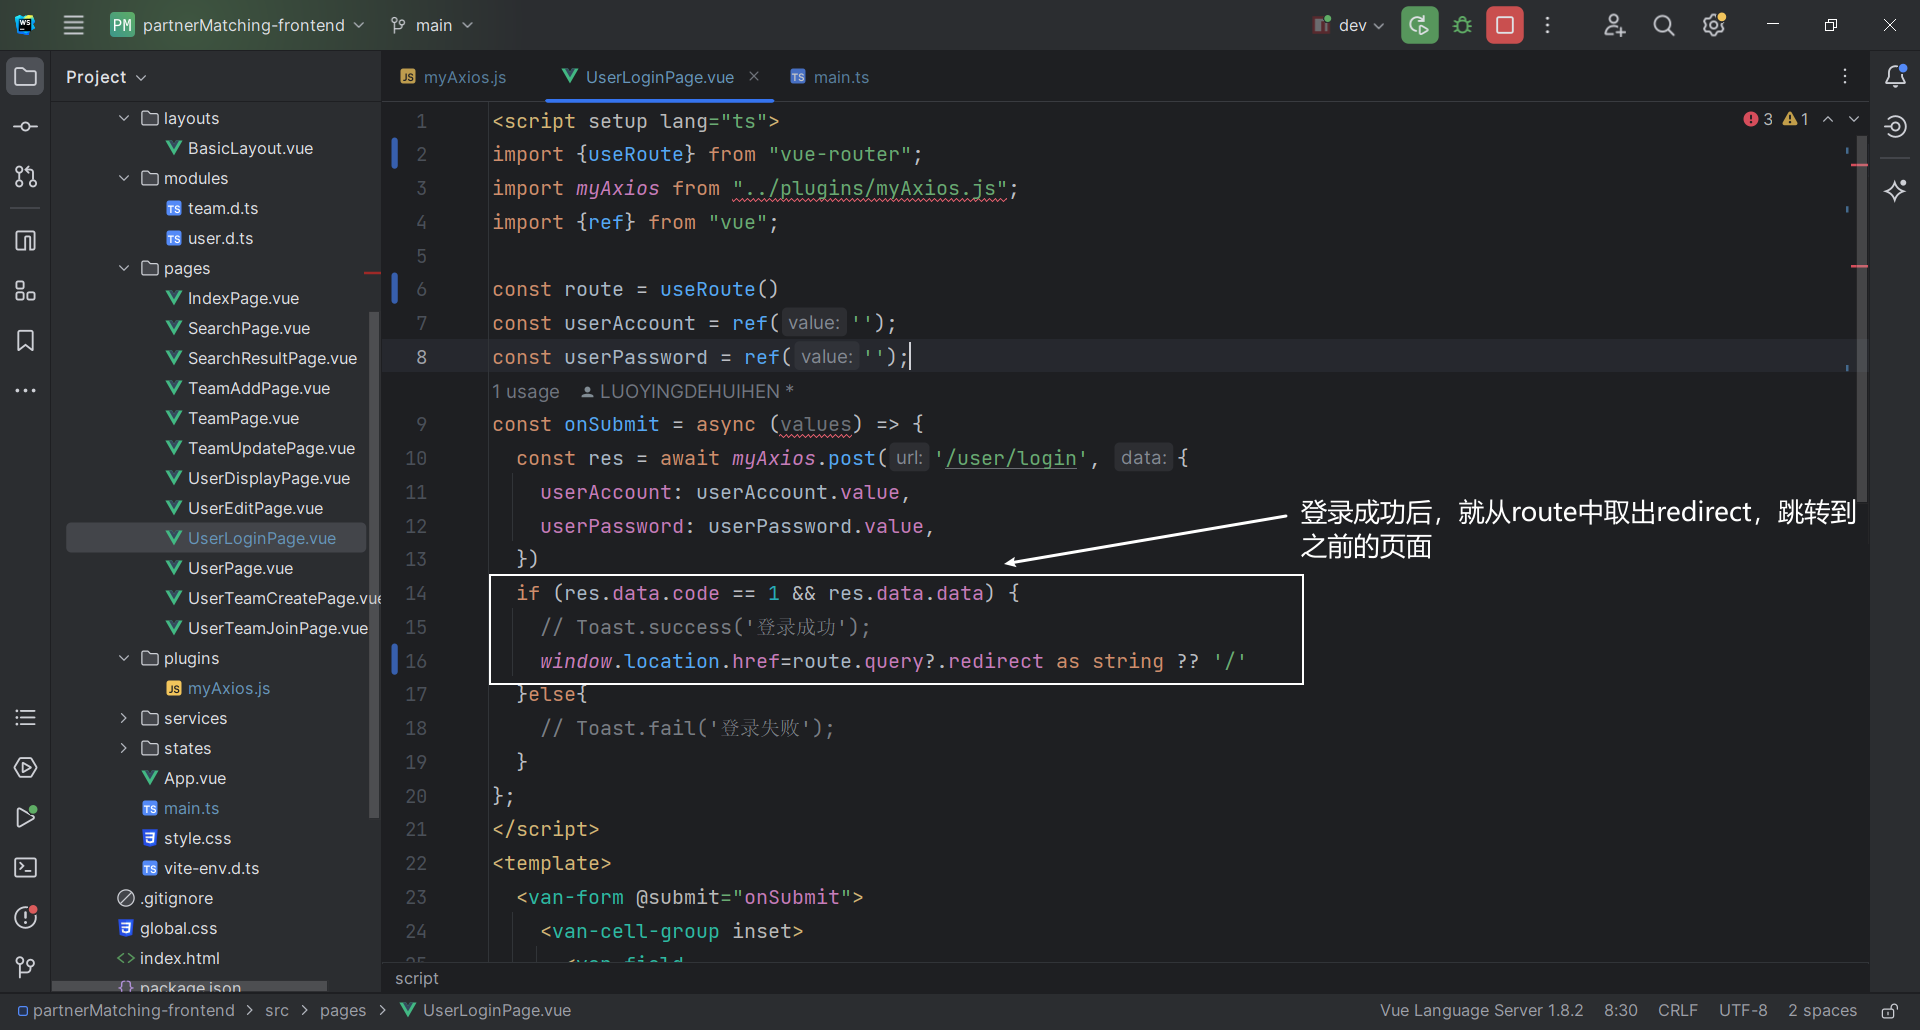 PM partnerMatching-frontend main dev
Project
layouts
BasicLayout.vue
modules
TS team.d.ts
TS user.d.ts
pages
IndexPage.vue
SearchPage.vue
SearchResultPage.vue
TeamAddPage.vue
TeamPage.vue
TeamUpdatePage.vue
UserDisplayPage.vue
UserEditPage.vue
UserLoginPage.vue
UserPage.vue
UserTeamCreatePage.vue
UserTeamJoinPage.vue
plugins
JS myAxios.js
services
states
App.vue
TS main.ts
style.css
TS vite-env.d.ts
.gitignore
global.css
<> index.html
{} package.json
JS myAxios.js UserLoginPage.vue TS main.ts
3 1
1 <script setup lang="ts">
2 import {useRoute} from "vue-router";
3 import myAxios from "../plugins/myAxios.js";
4 import {ref} from "vue";
5
6 const route = useRoute()
7 const userAccount = ref( value: '');
8 const userPassword = ref( value: '');
1 usage LUOYINGDEHUIHEN *
9 const onSubmit = async (values) => {
10 const res = await myAxios.post( url: '/user/login', data: {
11 userAccount: userAccount.value,
12 userPassword: userPassword.value,
13 })
14 if (res.data.code == 1 && res.data.data) {
15 // Toast.success('登录成功');
16 window.location.href=route.query?.redirect as string ?? '/'
17 }else{
18 // Toast.fail('登录失败');
19 }
20 };
21 </script>
22 <template>
23 <van-form @submit="onSubmit">
24 <van-cell-group inset>
25 <van-field
登录成功后，就从route中取出redirect，跳转到
之前的页面
script
partnerMatching-frontend > src > pages > UserLoginPage.vue
Vue Language Server 1.8.2 8:30 CRLF UTF-8 2 spaces